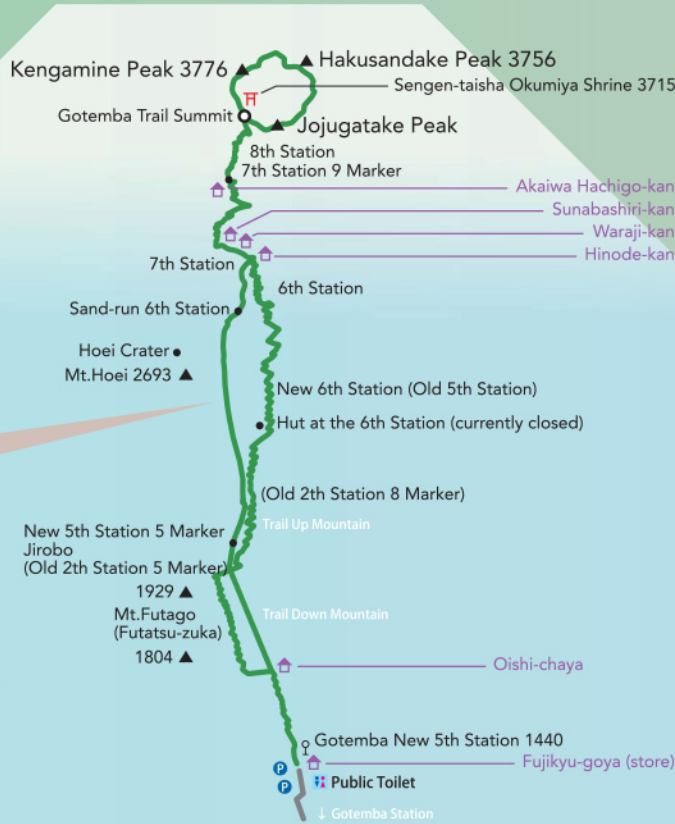 Hakusandake Peak 3756
Kengamine Peak 3776
Sengen-taisha Okumiya Shrine 3715
Gotemba Trail Summit
Jojugatake Peak
8th Station
7th Station 9 Marker
Akaiwa Hachigo-kan
Sunabashiri-kan
Waraji-kan
Hinode-kan
7th Station
6th Station
Sand-run 6th Station
Hoei Crater
Mt.Hoei 2693
New 6th Station (Old 5th Station)
Hut at the 6th Station (currently closed)
(Old 2th Station 8 Marker)
Trail Up Mountain
New 5th Station 5 Marker
Jirobo
(Old 2th Station 5 Marker)
1929
Mt.Futago
(Futatsu-zuka)
Trail Down Mountain
1804
Oishi-chaya
Gotemba New 5th Station 1440
Fujikyu-goya (store)
P
P
Public Toilet
↓ Gotemba Station